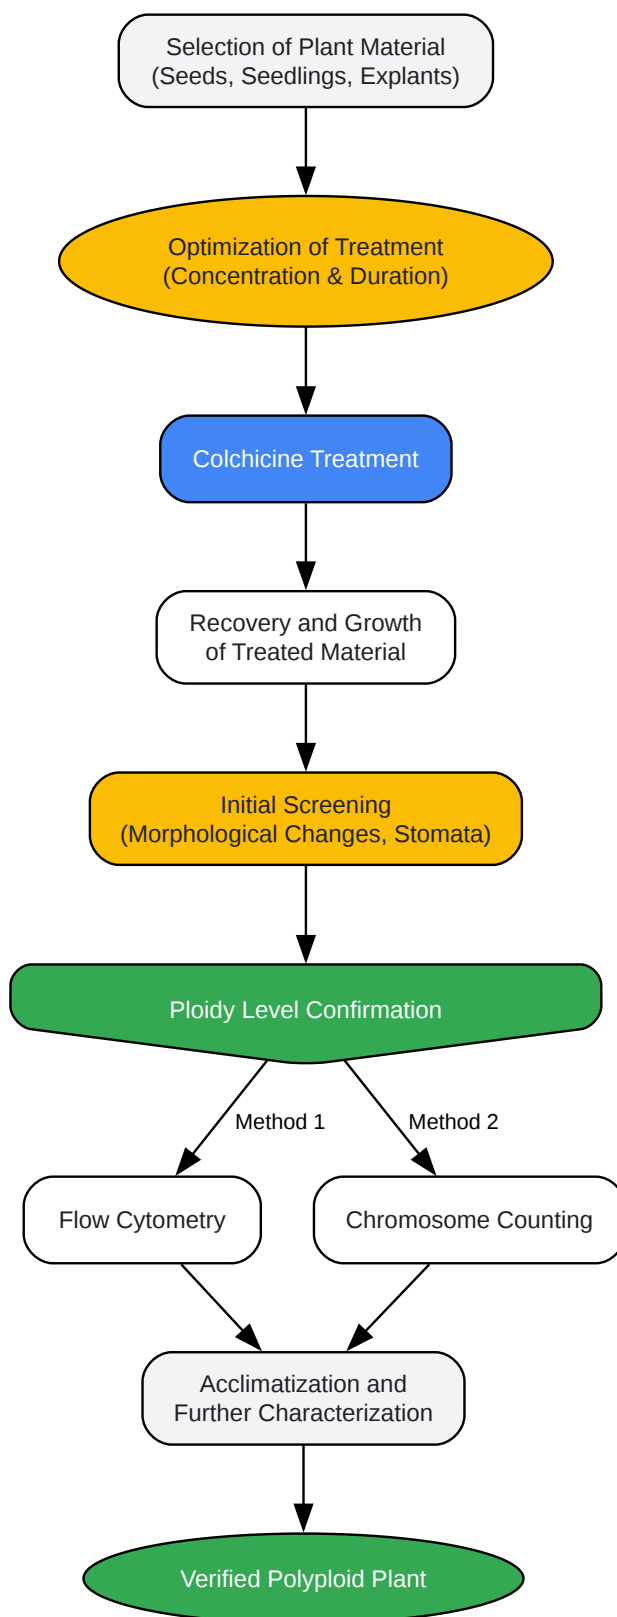 Selection of Plant Material
(Seeds, Seedlings, Explants)
Optimization of Treatment
(Concentration & Duration)
Colchicine Treatment
Recovery and Growth
of Treated Material
Initial Screening
(Morphological Changes, Stomata)
Ploidy Level Confirmation
Method 1
Method 2
Flow Cytometry
Chromosome Counting
Acclimatization and
Further Characterization
Verified Polyploid Plant